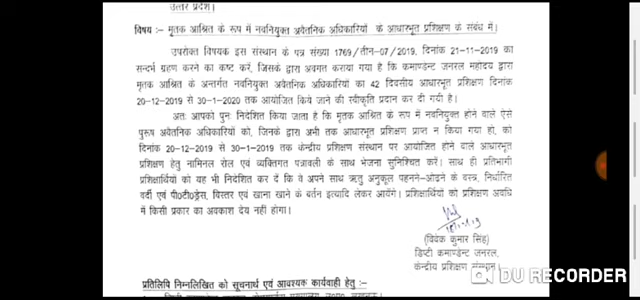 उत्तर प्रदेश।
विषय :- मृतक आश्रित के रूप में नवनियुक्त अवैतनिक अधिकारियों के आधारभूत प्रशिक्षण के संबंध में।
उपरोक्त विषयक इस संस्थान के पत्र संख्या 1769/तीन-07/2019, दिनांक 21-11-2019 का
सन्दर्भ ग्रहण करने का कष्ट करें, जिसके द्वारा अवगत कराया गया है कि कमाण्डेन्ट जनरल महोदय द्वारा
मृतक आश्रित के अन्तर्गत नवनियुक्त अवैतनिक अधिकारियों का 42 दिवसीय आधारभूत प्रशिक्षण दिनांक
20-12-2019 से 30-1-2020 तक आयोजित किये जाने की स्वीकृति प्रदान कर दी गयी है।
अतः आपको पुनः निर्देशित किया जाता है कि मृतक आश्रित के रूप में नवनियुक्त होने वाले ऐसे
पुरूष अवैतनिक अधिकारियों को, जिनके द्वारा अभी तक आधारभूत प्रशिक्षण प्राप्त न किया गया हो, को
दिनांक 20-12-2019 से 30-01-2019 तक केन्द्रीय प्रशिक्षण संस्थान पर आयोजित होने वाले आधारभूत
प्रशिक्षण हेतु नामिनल रोल एवं व्यक्तिगत पत्रावली के साथ भेजना सुनिश्चित करें। साथ ही प्रतिभागी
प्रशिक्षार्थियों को यह भी निर्देशित कर दें कि वे अपने साथ ऋतु अनुकूल पहनने-ओढने के वस्त्र, निर्धारित
वर्दी एवं पी0टी0ड्रेस, विस्तर एवं खाना खाने के बर्तन इत्यादि लेकर आयेंगे। प्रशिक्षार्थियों को प्रशिक्षण अवधि
में किसी प्रकार का अवकाश देय नहीं होगा।
(विवेक कुमार सिंह)
डिप्टी कमाण्डेन्ट जनरल,
केन्द्रीय प्रशिक्षण संस्थान
DU RECORDER
प्रतिलिपि निम्नलिखित को सूचनार्थ एवं आवश्यक कार्यवाही हेतु :-